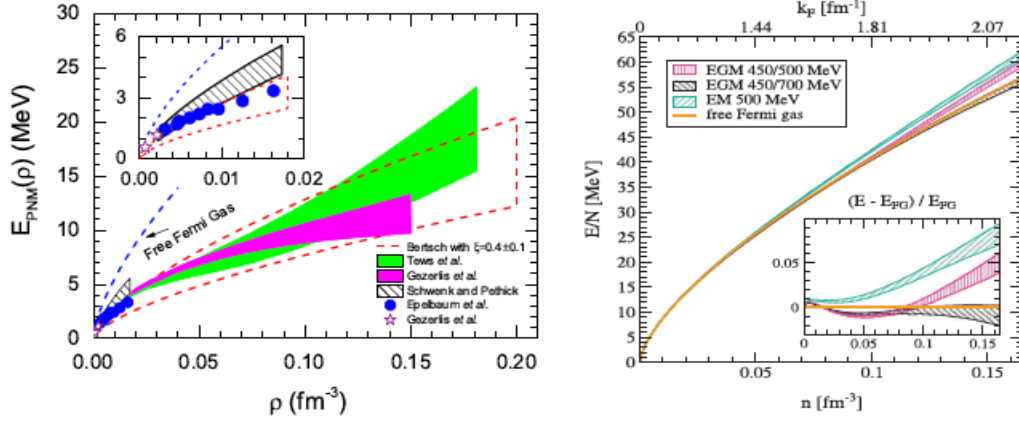 E_PNM(ρ) (MeV)
30
25
20
15
10
5
0
6
3
0
0.00
0.01
0.02
Free Fermi Gas
Bertsch with ξ=0.4±0.1
Tews et al.
Gezerlis et al.
Schwenk and Pethick
Epelbaum et al.
Gezerlis et al.
0.00
0.05
0.10
0.15
0.20
ρ (fm⁻³)
k_F [fm⁻¹]
0
1.44
1.81
2.07
E/N [MeV]
65
60
55
50
45
40
35
30
25
20
15
10
5
0
EGM 450/500 MeV
EGM 450/700 MeV
EM 500 MeV
free Fermi gas
(E - E_FG) / E_FG
0.05
0
0
0.05
0.1
0.15
0.05
0.1
0.15
n [fm⁻³]